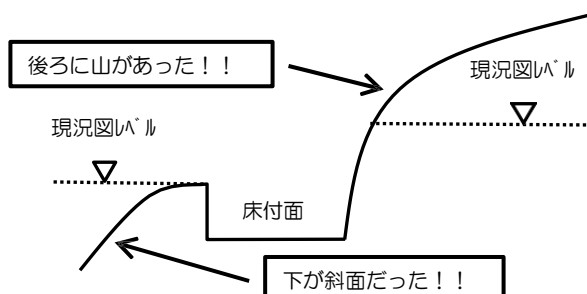 後ろに山があった！！
現況図ﾚﾍﾞﾙ
現況図ﾚﾍﾞﾙ
床付面
下が斜面だった！！